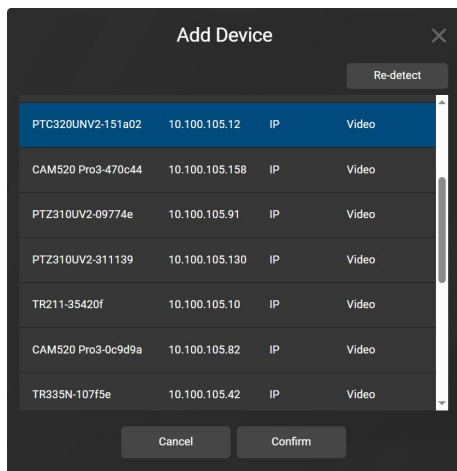 Add Device
Re-detect
PTC320UNV2-151a02 10.100.105.12 IP Video
CAM520 Pro3-470c44 10.100.105.158 IP Video
PTZ310UV2-09774e 10.100.105.91 IP Video
PTZ310UV2-311139 10.100.105.130 IP Video
TR211-35420f 10.100.105.10 IP Video
CAM520 Pro3-0c9d9a 10.100.105.82 IP Video
TR335N-107f5e 10.100.105.42 IP Video
Cancel Confirm